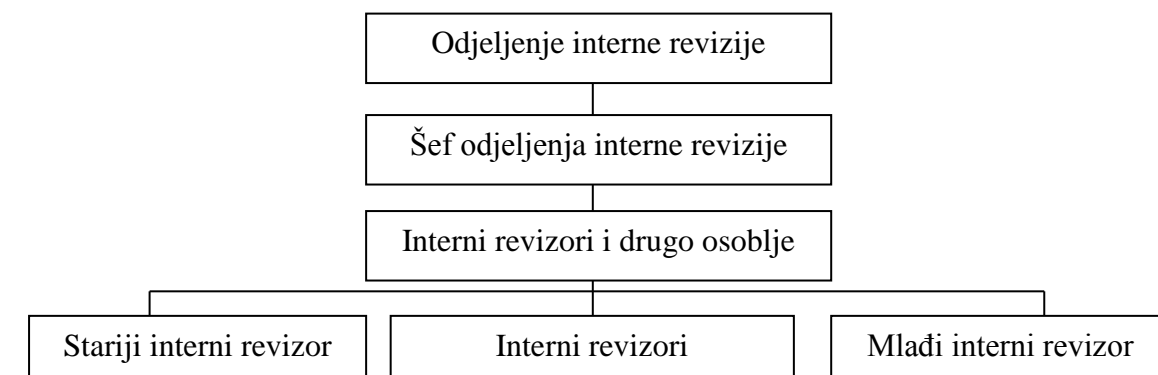 Odjeljenje interne revizije
Šef odjeljenja interne revizije
Interni revizori i drugo osoblje
Stariji interni revizor
Interni revizori
Mlađi interni revizor